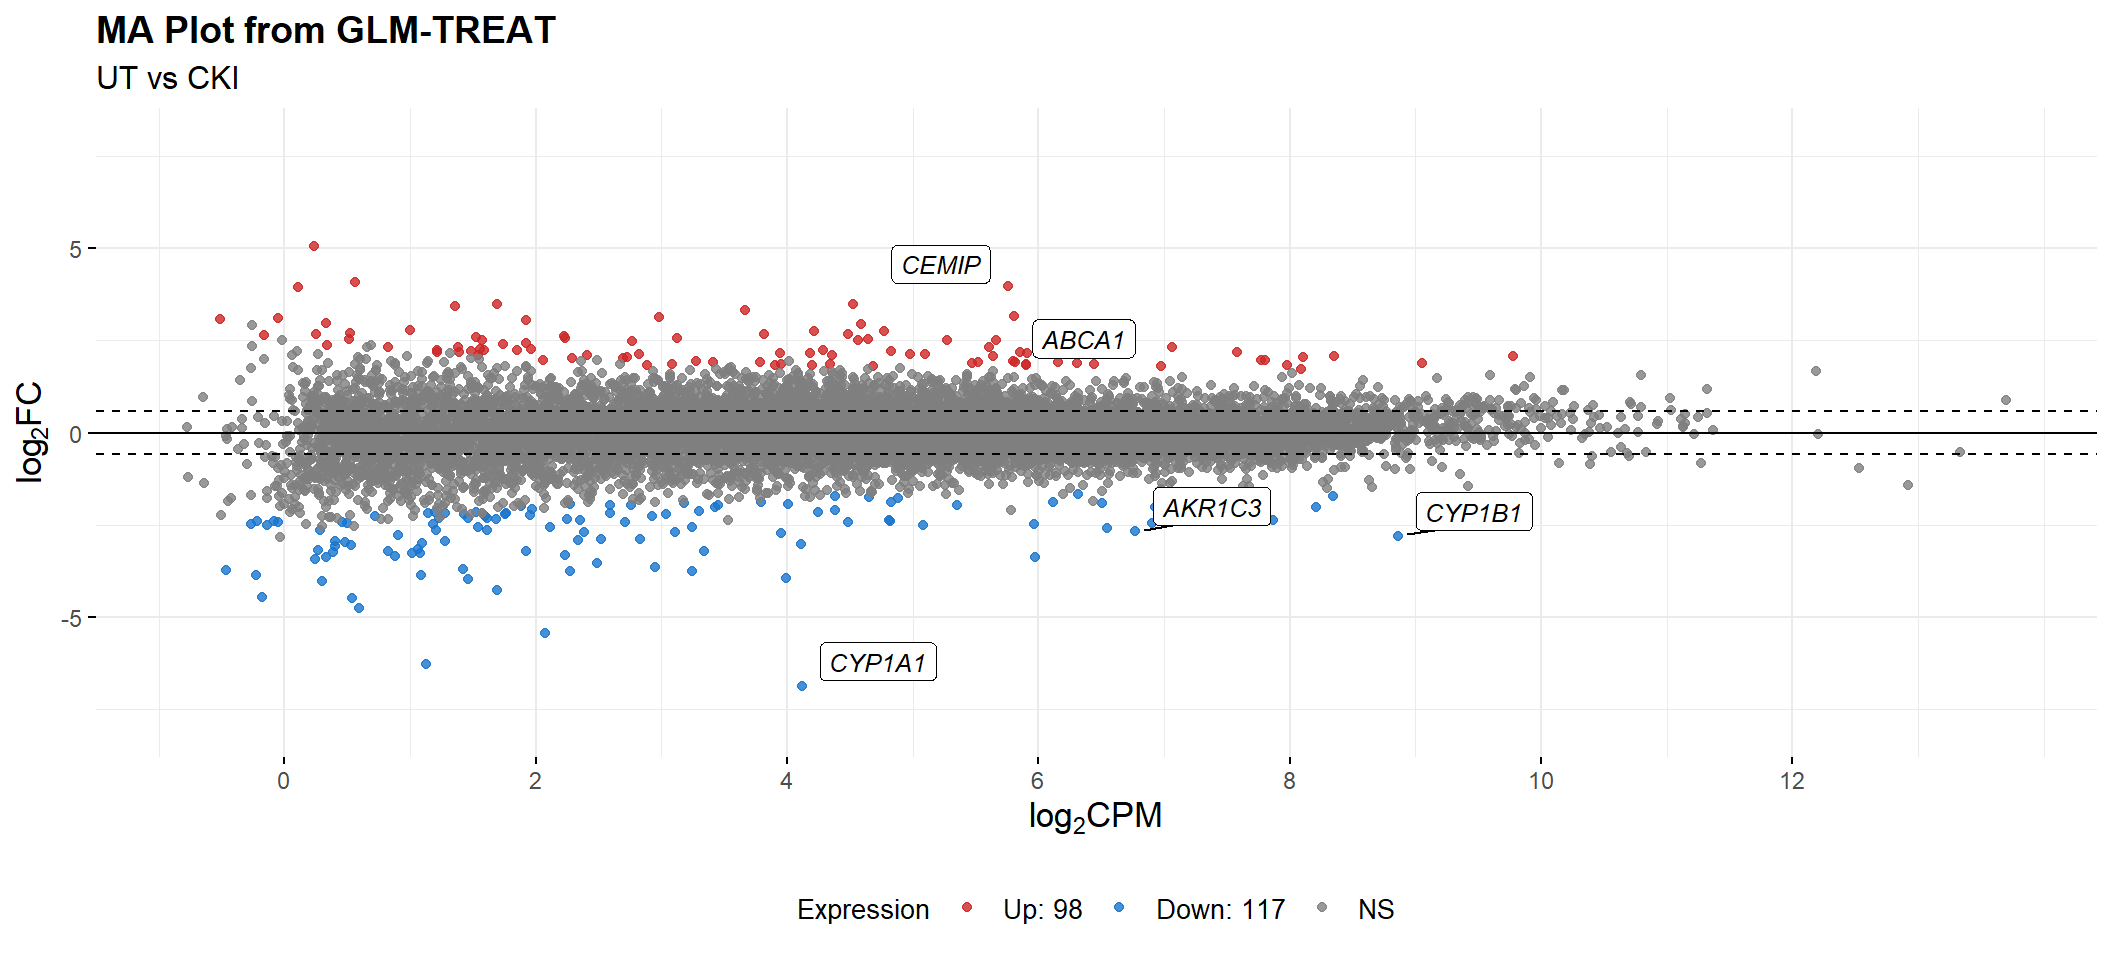 MA Plot from GLM-TREAT
UT vs CKI
log2FC
5
0
-5
CEMIP
ABCA1
AKR1C3
CYP1B1
CYP1A1
0 2 4 6 8 10 12
log2CPM
Expression Up: 98 Down: 117 NS